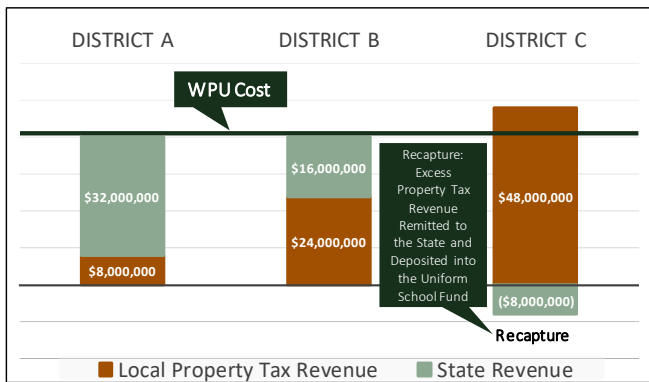 DISTRICT A
DISTRICT B
DISTRICT C
WPU Cost
$32,000,000
$8,000,000
$16,000,000
$24,000,000
Recapture:
Excess
Property Tax
Revenue
Remitted to
the State and
Deposited into
the Uniform
School Fund
$48,000,000
($8,000,000)
Recapture
Local Property Tax Revenue
State Revenue